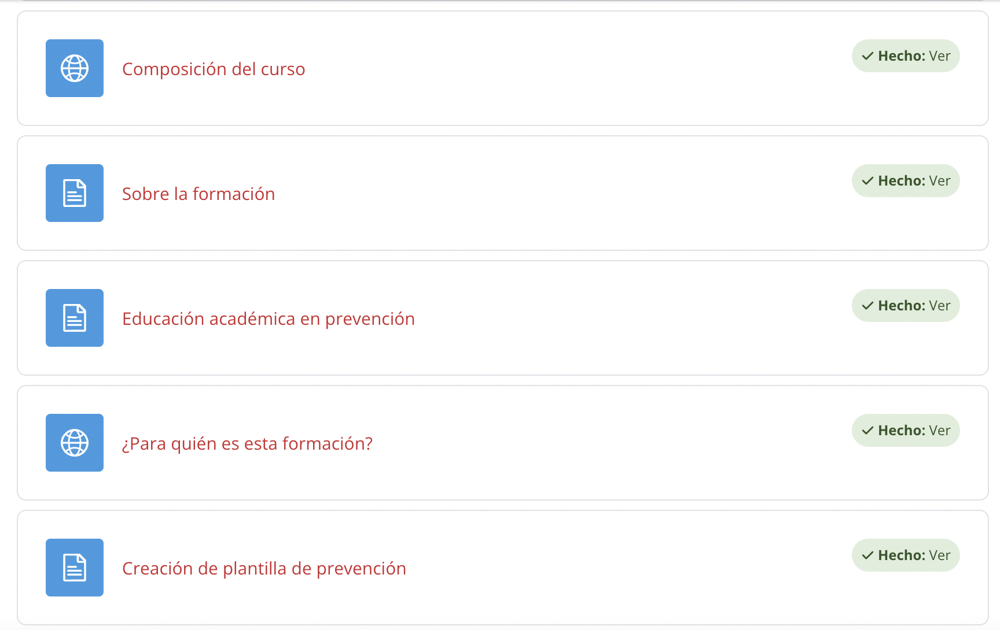 Composición del curso
Hecho: Ver
Sobre la formación
Hecho: Ver
Educación académica en prevención
Hecho: Ver
¿Para quién es esta formación?
Hecho: Ver
Creación de plantilla de prevención
Hecho: Ver